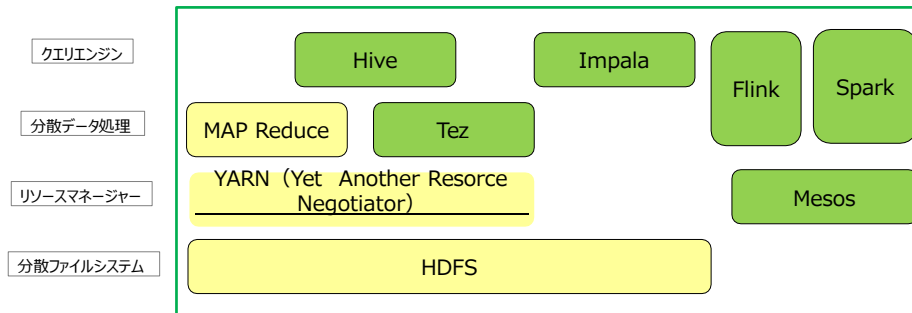 クエリエンジン
Hive
Impala
Flink
Spark
分散データ処理
MAP Reduce
Tez
リソースマネージャー
YARN（Yet Another Resorce
Negotiator）
Mesos
分散ファイルシステム
HDFS